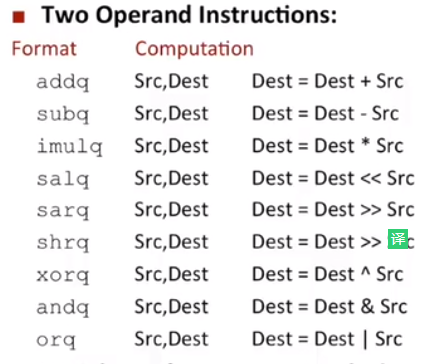 Two Operand Instructions:
Format Computation
addq Src,Dest Dest = Dest + Src
subq Src,Dest Dest = Dest - Src
imulq Src,Dest Dest = Dest * Src
salq Src,Dest Dest = Dest << Src
sarq Src,Dest Dest = Dest >> Src
shrq Src,Dest Dest = Dest >> 译
xorq Src,Dest Dest = Dest ^ Src
andq Src,Dest Dest = Dest & Src
orq Src,Dest Dest = Dest | Src